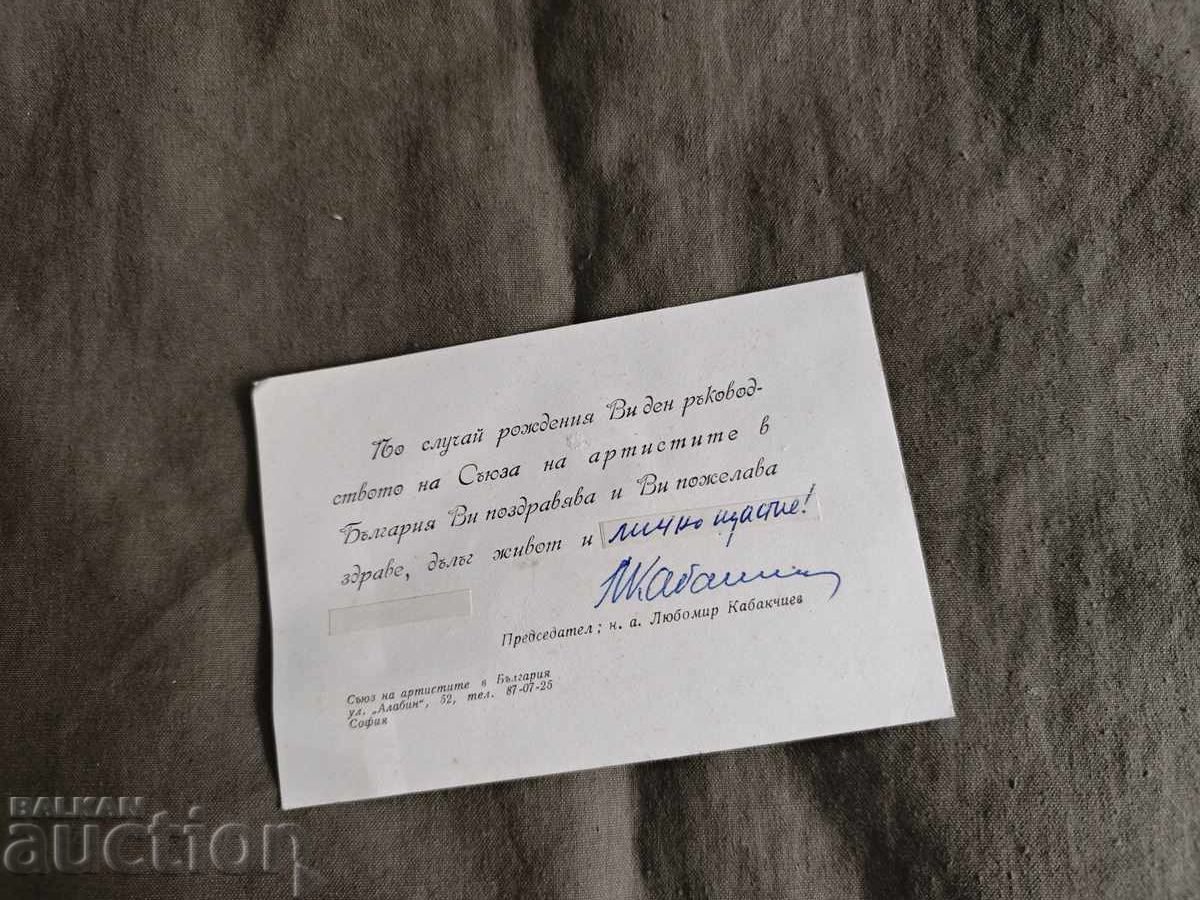 По случай рождения Ви ден ръковод-
ството на Съюза на артистите в
България Ви поздравява и Ви пожелава
здраве, дълъг живот и лично щастие!
Председател: н. а. Любомир Кабакчиев
Съюз на артистите в България
ул. „Алабин“, 52, тел. 87-07-25
София
BALKAN
auction